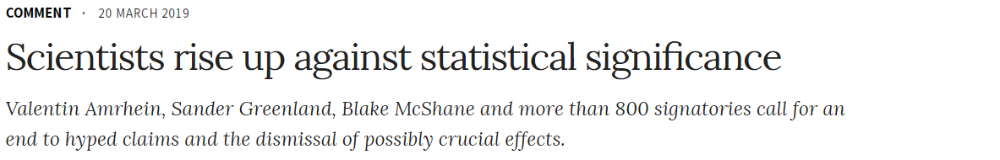 COMMENT · 20 MARCH 2019
Scientists rise up against statistical significance
Valentin Amrhein, Sander Greenland, Blake McShane and more than 800 signatories call for an
end to hyped claims and the dismissal of possibly crucial effects.